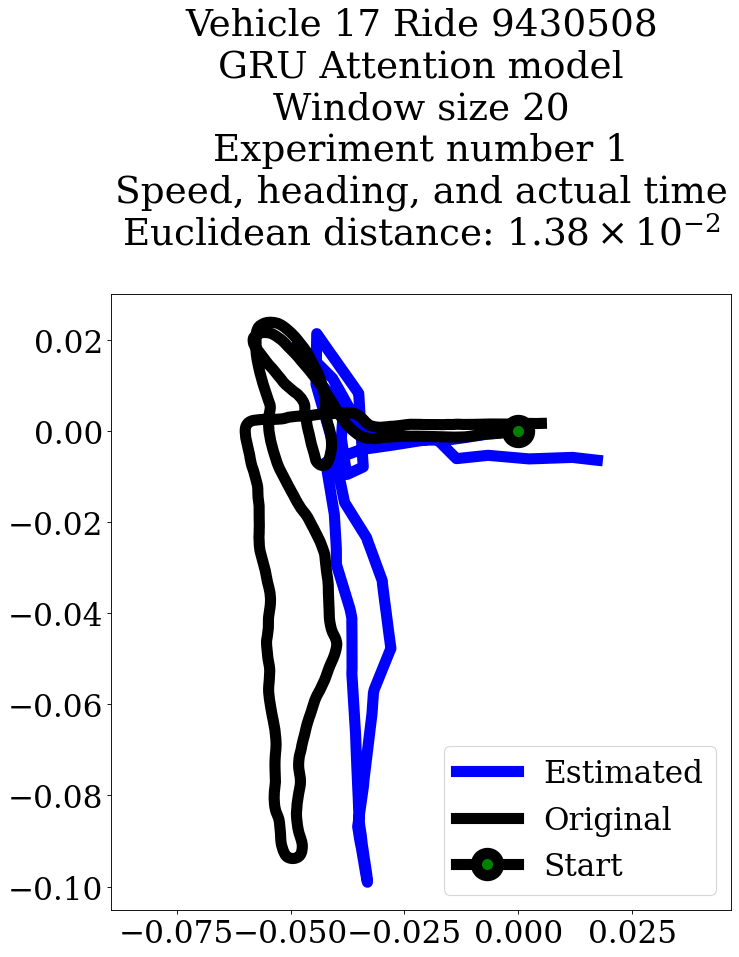 Vehicle 17 Ride 9430508
GRU Attention model
Window size 20
Experiment number 1
Speed, heading, and actual time
Euclidean distance: 1.38 × 10⁻²
0.02
0.00
−0.02
−0.04
−0.06
−0.08
−0.10
Estimated
Original
Start
−0.075 −0.050 −0.025 0.000 0.025